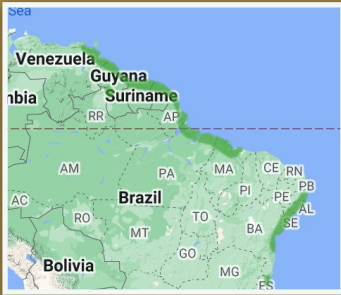 Sea
Venezuela
Guyana
Suriname
mbia
RR
AP
AM
PA
MA
CE
RN
PB
PI
PE
AL
AC
Brazil
TO
SE
RO
BA
MT
GO
Bolivia
MG
ES